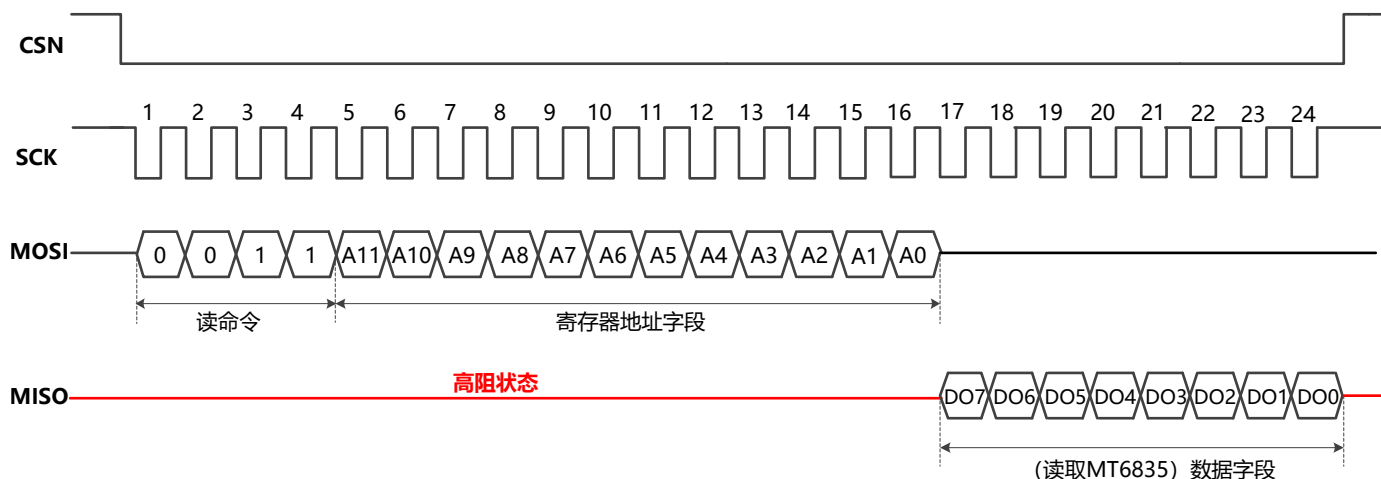 CSN
1 2 3 4 5 6 7 8 9 10 11 12 13 14 15 16 17 18 19 20 21 22 23 24
SCK
MOSI 0 0 1 1 A11 A10 A9 A8 A7 A6 A5 A4 A3 A2 A1 A0
读命令 寄存器地址字段
高阻状态
MISO DO7 DO6 DO5 DO4 DO3 DO2 DO1 DO0
(读取MT6835)数据字段